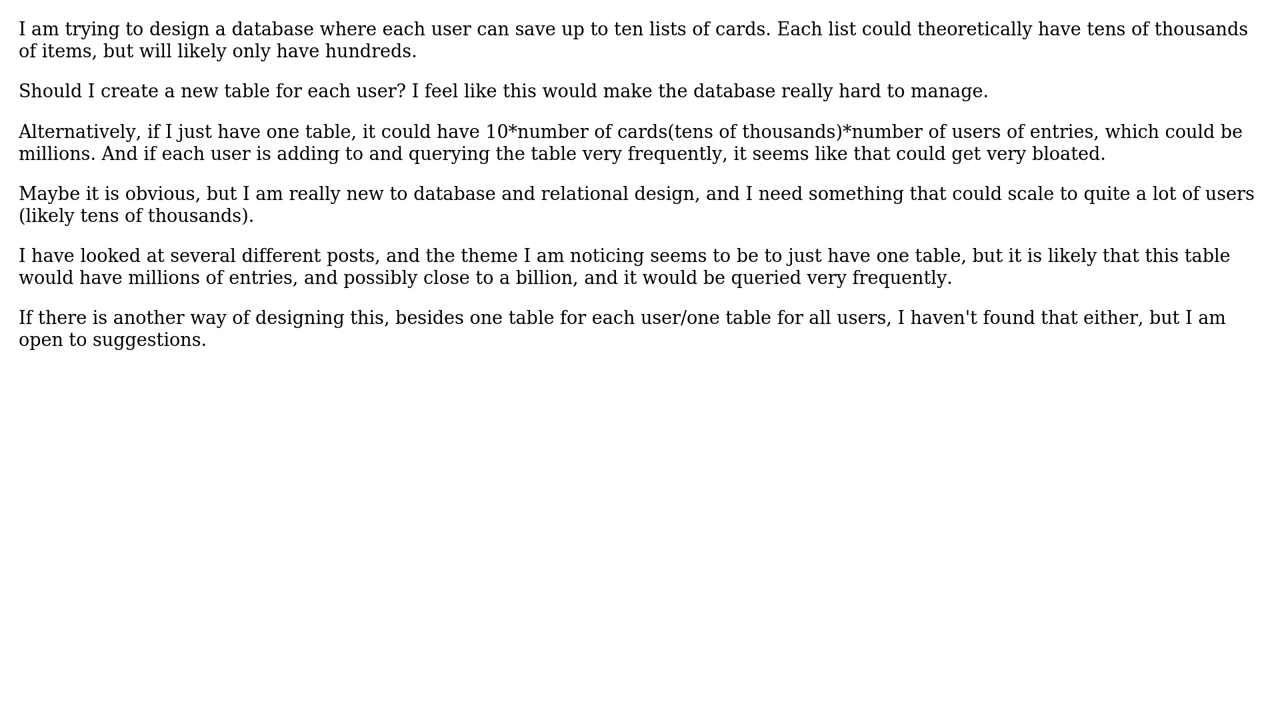 I am trying to design a database where each user can save up to ten lists of cards. Each list could theoretically have tens of thousands
of items, but will likely only have hundreds.
Should I create a new table for each user? I feel like this would make the database really hard to manage.
Alternatively, if I just have one table, it could have 10*number of cards(tens of thousands)*number of users of entries, which could be
millions. And if each user is adding to and querying the table very frequently, it seems like that could get very bloated.
Maybe it is obvious, but I am really new to database and relational design, and I need something that could scale to quite a lot of users
(likely tens of thousands).
I have looked at several different posts, and the theme I am noticing seems to be to just have one table, but it is likely that this table
would have millions of entries, and possibly close to a billion, and it would be queried very frequently.
If there is another way of designing this, besides one table for each user/one table for all users, I haven't found that either, but I am
open to suggestions.